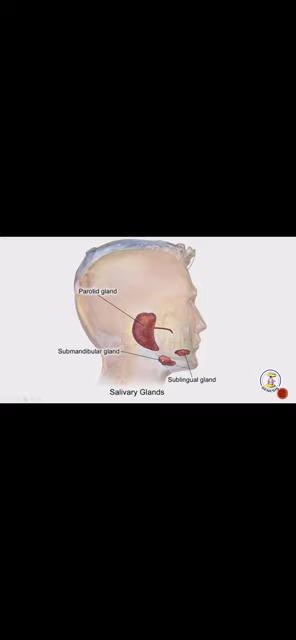 Parotid gland
Submandibular gland
Sublingual gland
Salivary Glands